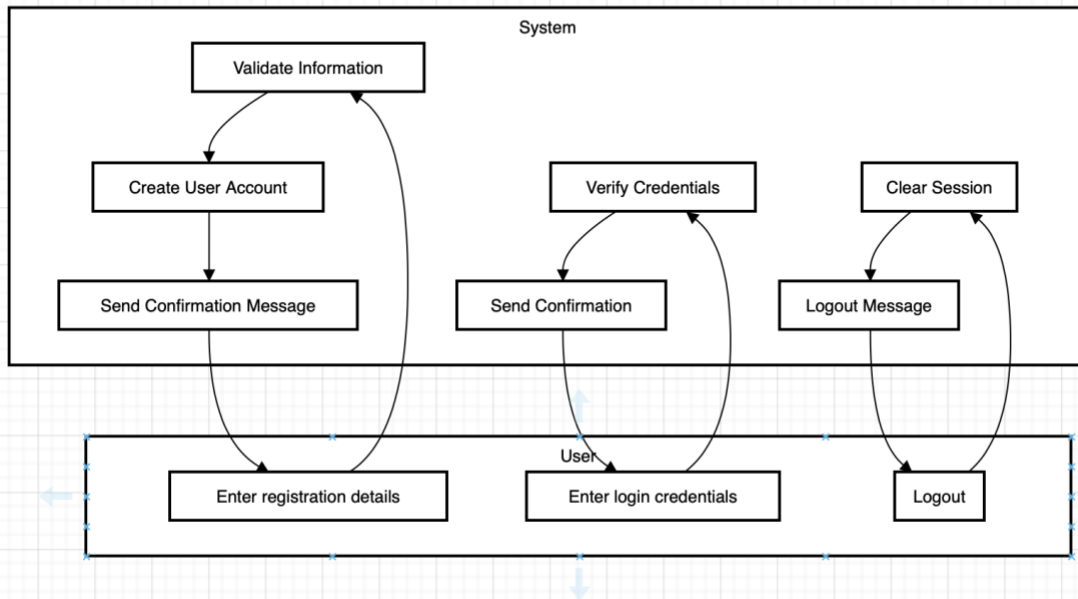 System
Validate Information
Create User Account
Verify Credentials
Clear Session
Send Confirmation Message
Send Confirmation
Logout Message
User
Enter registration details
Enter login credentials
Logout